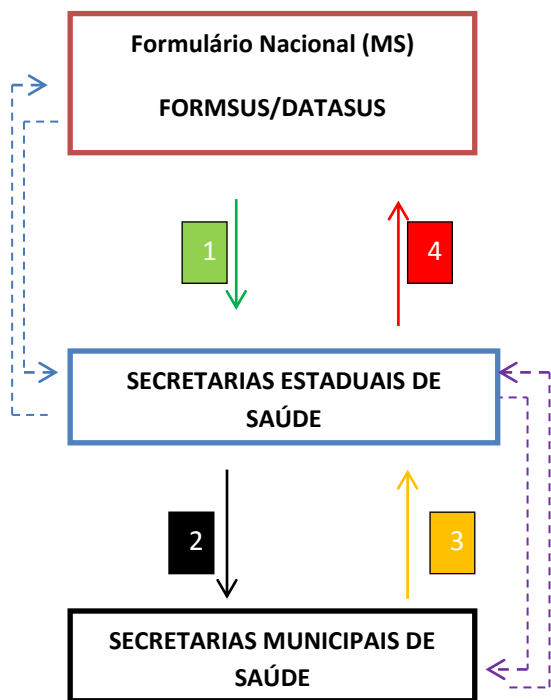 Formulário Nacional (MS)
FORMSUS/DATASUS
1
4
SECRETARIAS ESTADUAIS DE
SAÚDE
2
3
SECRETARIAS MUNICIPAIS DE
SAÚDE